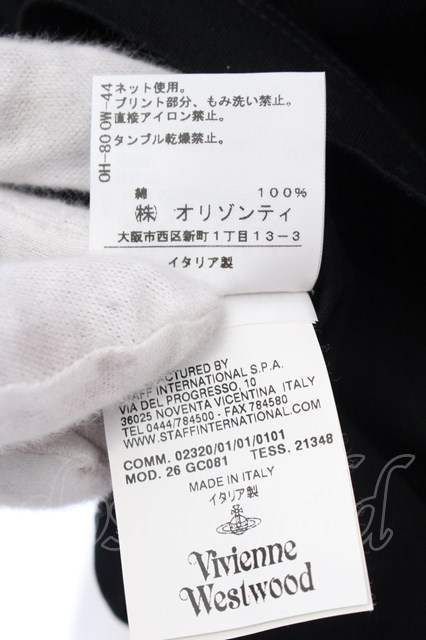 ネット使用。
プリント部分、もみ洗い禁止。
直接アイロン禁止。
タンブル乾燥禁止。
OH-80 OW-44
綿 100%
㈱ オリゾンティ
大阪市西区新町1丁目13-3
イタリア製
BY
STAFF INTERNATIONAL S.P.A.
VIA DEL PROGRESSO, 10
36025 NOVENTA VICENTINA ITALY
TEL 0444/784500 - FAX 784580
WWW.STAFFINTERNATIONAL.COM
COMM. 02320/01/01/0101
MOD. 26 GC081 TESS. 21348
MADE IN ITALY
イタリア製
Vivienne
Westwood